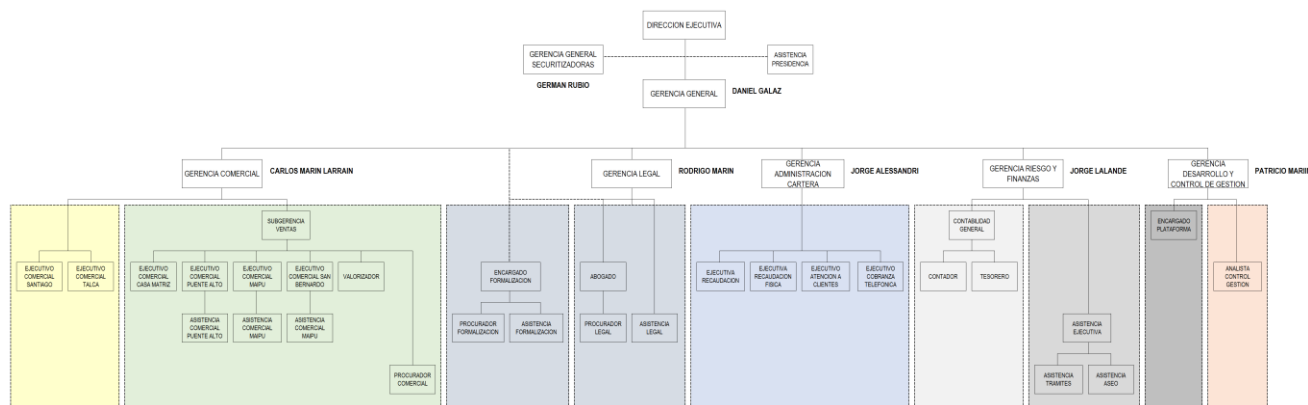 DIRECCION EJECUTIVA
GERENCIA GENERAL
SECURITIZADORAS
ASISTENCIA
PRESIDENCIA
GERMAN RUBIO
GERENCIA GENERAL
DANIEL GALAZ
GERENCIA COMERCIAL
CARLOS MARIN LARRAIN
GERENCIA LEGAL
RODRIGO MARIN
GERENCIA
ADMINISTRACION
CARTERA
JORGE ALESSANDRI
GERENCIA RIESGO Y
FINANZAS
JORGE LALANDE
GERENCIA
DESARROLLO Y
CONTROL DE GESTION
PATRICIO
SUBGERENCIA
VENTAS
CONTABILIDAD
GENERAL
ENCARGADO
PLATAFORMA
EJECUTIVO
COMERCIAL
SANTIAGO
EJECUTIVO
COMERCIAL
TALCA
EJECUTIVO
COMERCIAL
CASA MATRIZ
EJECUTIVO
COMERCIAL
PUENTE ALTO
EJECUTIVO
COMERCIAL
MAIPU
EJECUTIVO
COMERCIAL SAN
BERNARDO
VALORIZADOR
ENCARGADO
FORMALIZACION
ABOGADO
EJECUTIVA
RECAUDACION
EJECUTIVA
RECAUDACION
FISICA
EJECUTIVO
ATENCION A
CLIENTES
EJECUTIVO
COBRANZA
TELEFONICA
CONTADOR
TESORERO
ANALISTA
CONTROL
GESTION
ASISTENCIA
COMERCIAL
PUENTE ALTO
ASISTENCIA
COMERCIAL
MAIPU
ASISTENCIA
COMERCIAL
MAIPU
PROCURADOR
FORMALIZACION
ASISTENCIA
FORMALIZACION
PROCURADOR
LEGAL
ASISTENCIA
LEGAL
ASISTENCIA
EJECUTIVA
PROCURADOR
COMERCIAL
ASISTENCIA
TRAMITES
ASISTENCIA
ASEO